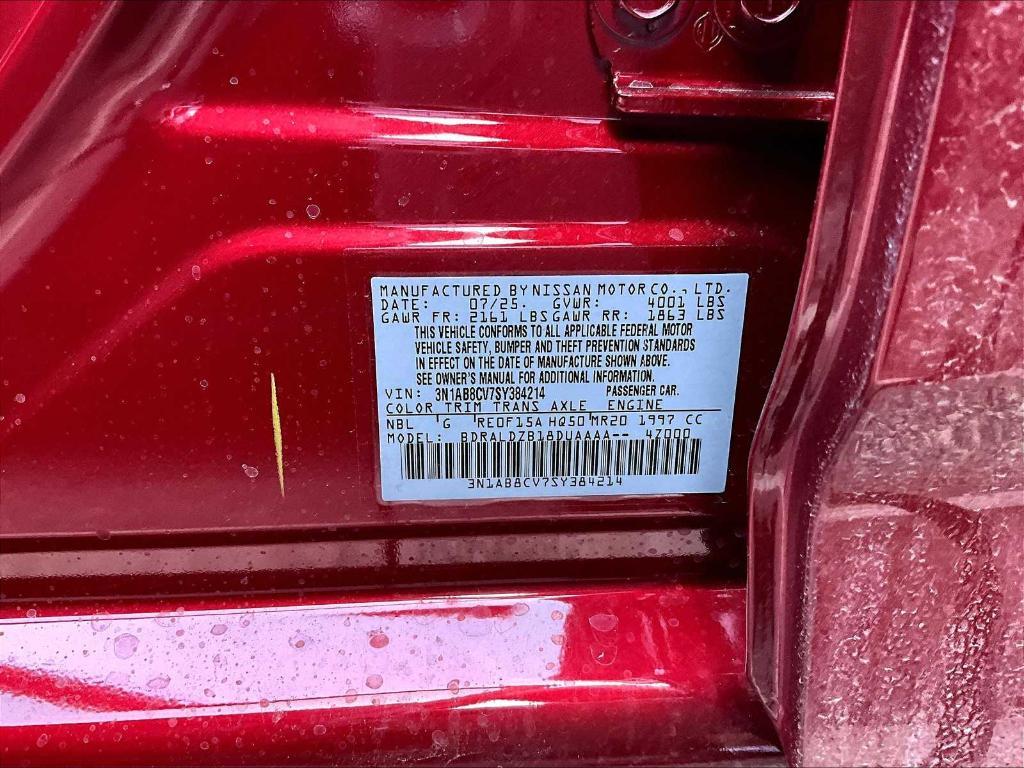 MANUFACTURED BY NISSAN MOTOR CO., LTD.
DATE: 07/25. GVWR: 4001 LBS
GAWR FR: 2161 LBS GAWR RR: 1863 LBS
THIS VEHICLE CONFORMS TO ALL APPLICABLE FEDERAL MOTOR
VEHICLE SAFETY, BUMPER AND THEFT PREVENTION STANDARDS
IN EFFECT ON THE DATE OF MANUFACTURE SHOWN ABOVE.
SEE OWNER'S MANUAL FOR ADDITIONAL INFORMATION.
VIN: 3N1AB8CV7SY384214 PASSENGER CAR.
COLOR TRIM TRANS AXLE ENGINE
NBL G RE0F15A HQ50 MR20 1997 CC
MODEL: BDRALDZB18DUAAAA-- 4Z000
3N1AB8CV7SY384214